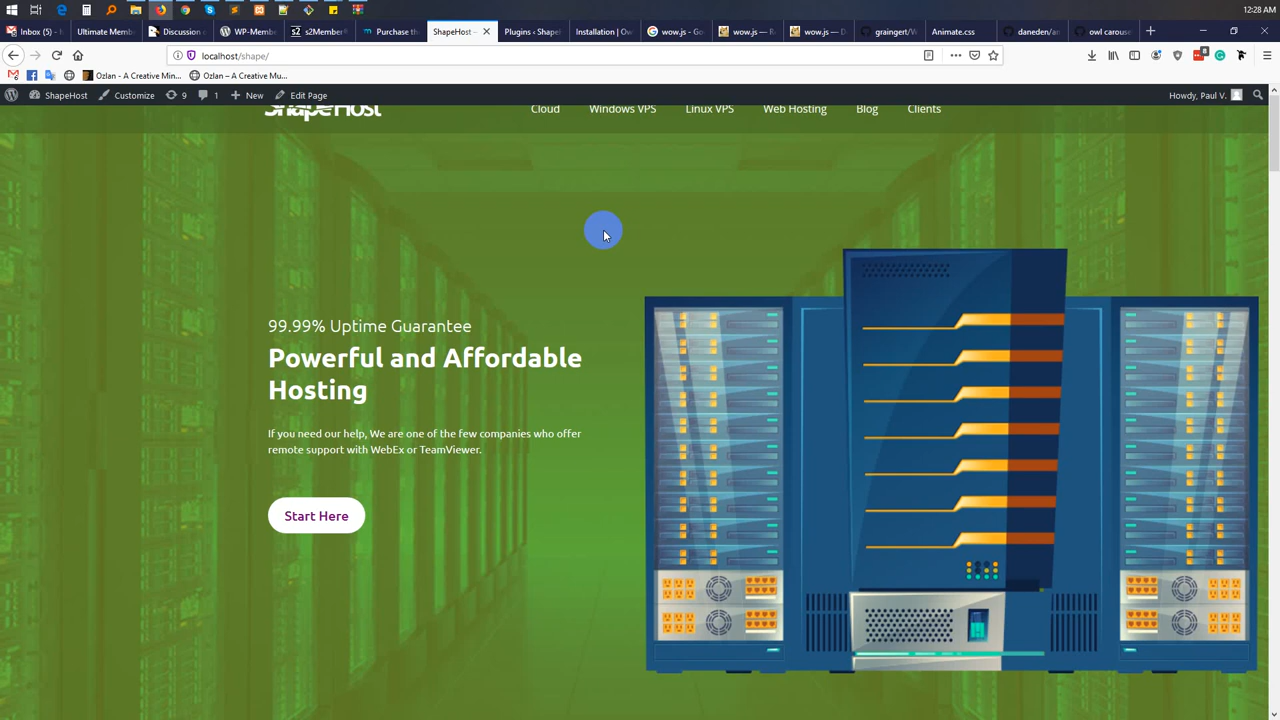 12:28 AM
Inbox (5) -
Ultimate Memb
Discussion o
WP-Membe
s2Member®
Purchase th
ShapeHost –
Plugins ‹ Shape
Installation | Ow
wow.js - Go
wow.js — R
wow.js — D
graingert/W
Animate.css
daneden/an
owl carouse
localhost/shape/
Ozlan - A Creative Min...
Ozlan – A Creative Mu...
ShapeHost
Customize
9
1
New
Edit Page
Howdy, Paul V.
ShapeHost
Cloud
Windows VPS
Linux VPS
Web Hosting
Blog
Clients
99.99% Uptime Guarantee
Powerful and Affordable
Hosting
If you need our help, We are one of the few companies who offer
remote support with WebEx or TeamViewer.
Start Here